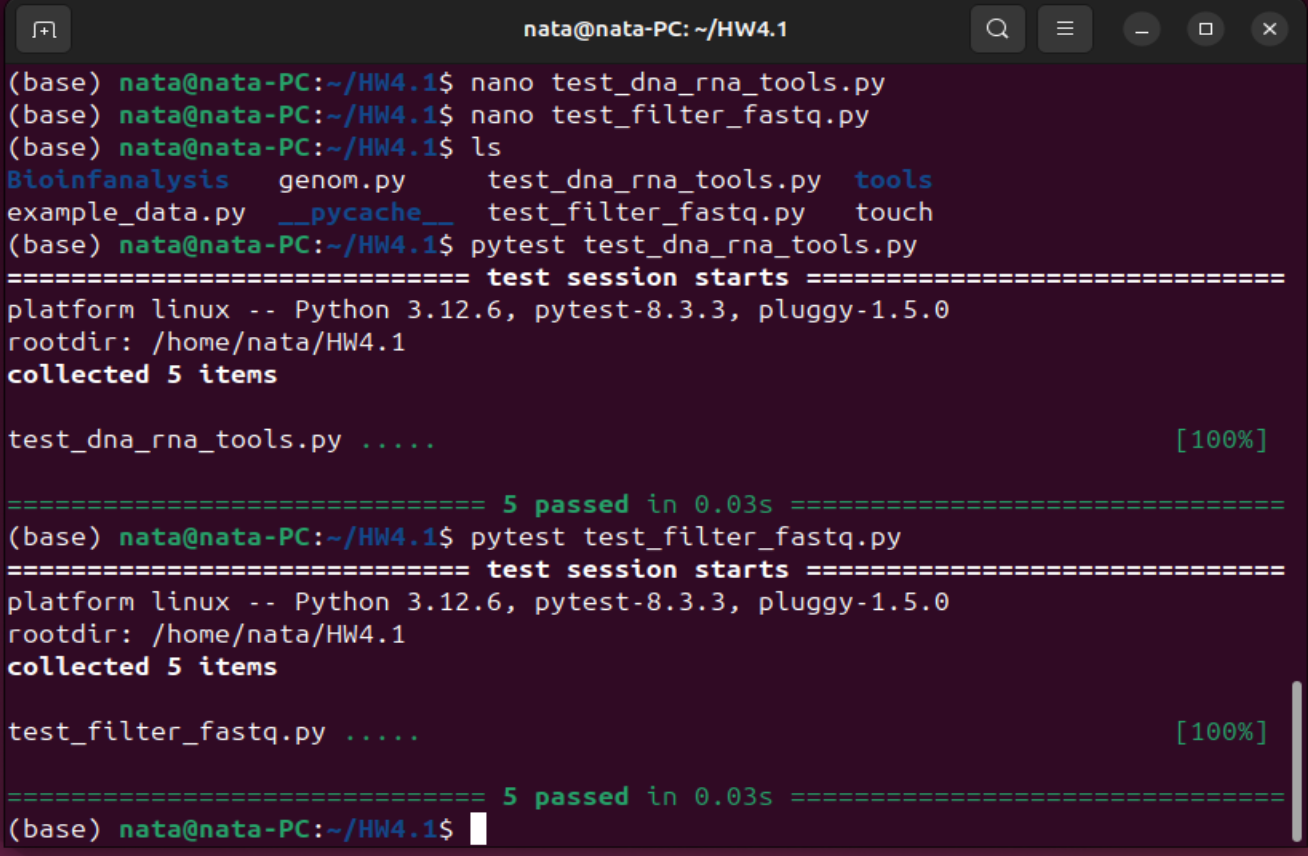 nata@nata-PC: ~/HW4.1
(base) nata@nata-PC:~/HW4.1$ nano test_dna_rna_tools.py
(base) nata@nata-PC:~/HW4.1$ nano test_filter_fastq.py
(base) nata@nata-PC:~/HW4.1$ ls
Bioinfanalysis   genom.py     test_dna_rna_tools.py  tools
example_data.py  __pycache__  test_filter_fastq.py   touch
(base) nata@nata-PC:~/HW4.1$ pytest test_dna_rna_tools.py
============================= test session starts ==============================
platform linux -- Python 3.12.6, pytest-8.3.3, pluggy-1.5.0
rootdir: /home/nata/HW4.1
collected 5 items
test_dna_rna_tools.py .....                                              [100%]
============================== 5 passed in 0.03s ===============================
(base) nata@nata-PC:~/HW4.1$ pytest test_filter_fastq.py
============================= test session starts ==============================
platform linux -- Python 3.12.6, pytest-8.3.3, pluggy-1.5.0
rootdir: /home/nata/HW4.1
collected 5 items
test_filter_fastq.py .....                                               [100%]
============================== 5 passed in 0.03s ===============================
(base) nata@nata-PC:~/HW4.1$